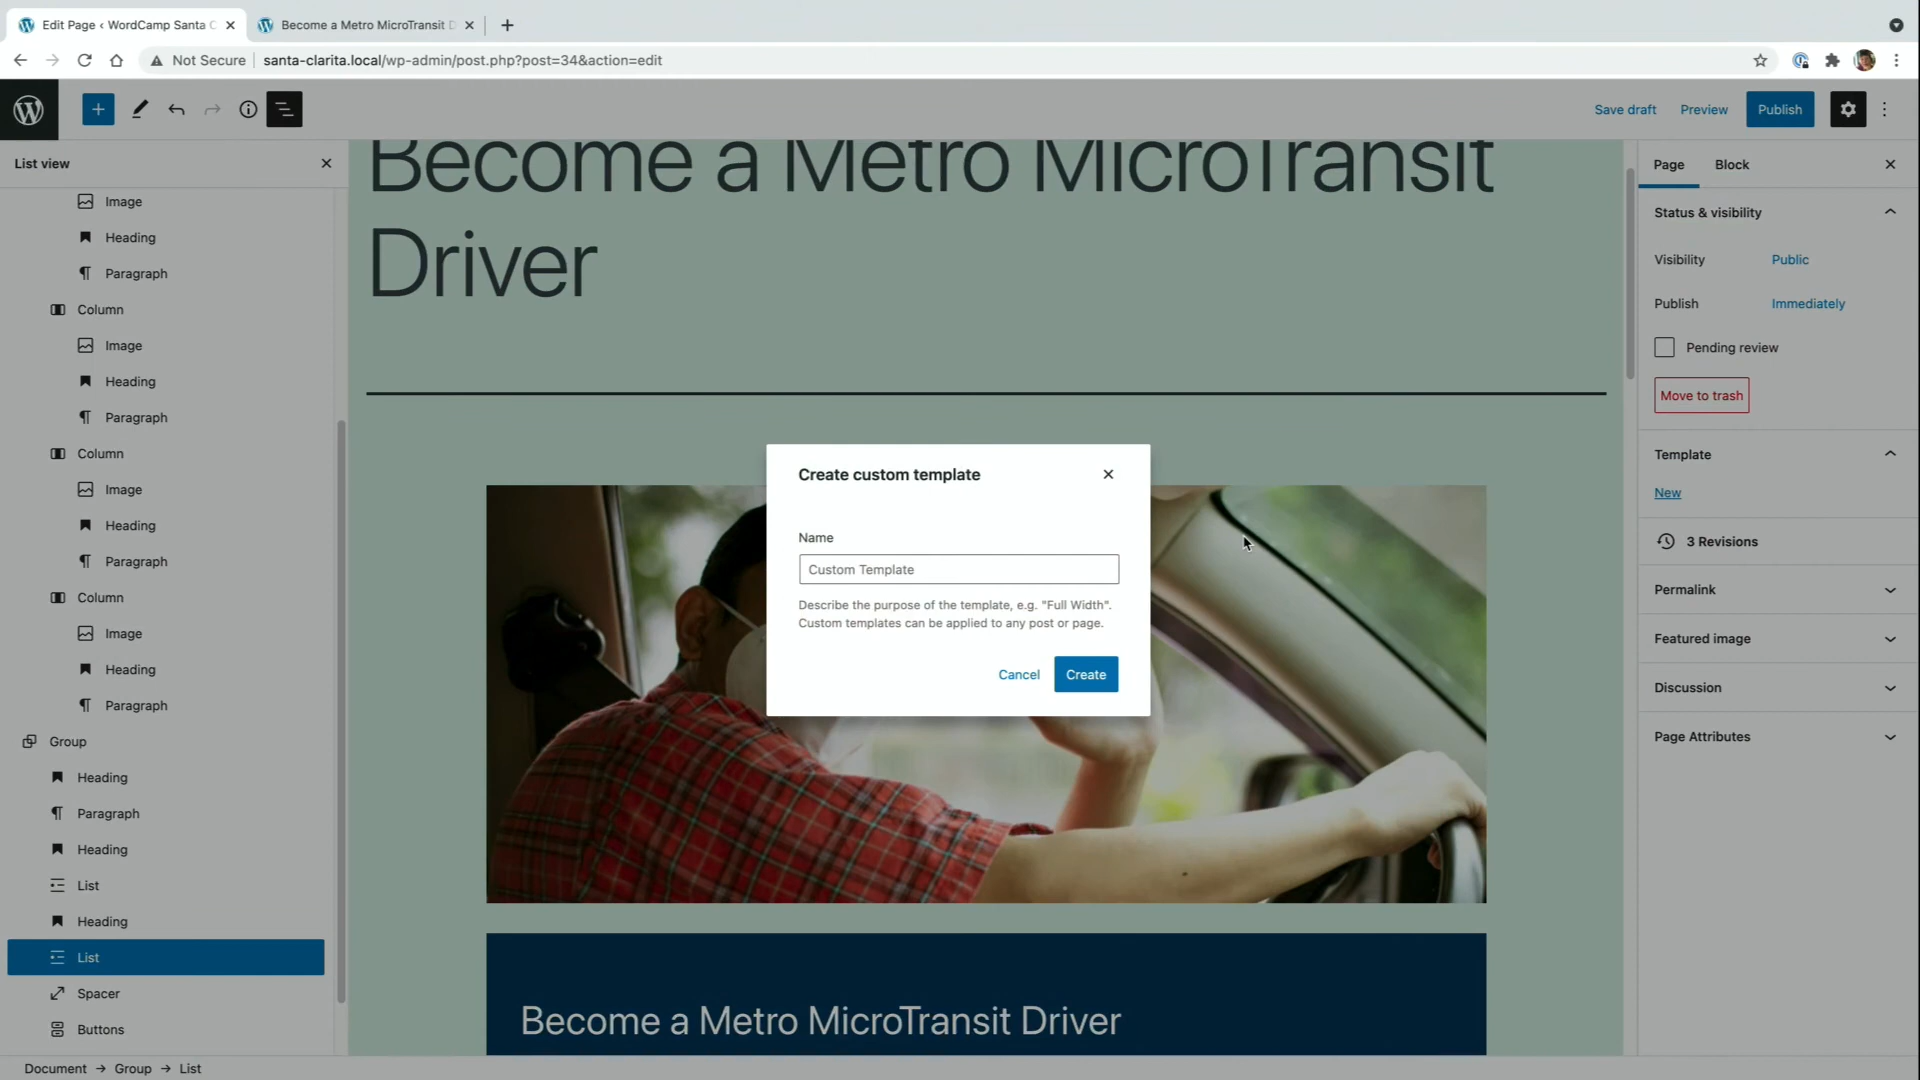 Edit Page ‹ WordCamp Santa C
Become a Metro MicroTransit D
Not Secure
santa-clarita.local/wp-admin/post.php?post=34&action=edit
Save draft
Preview
Publish
List view
Image
Heading
Paragraph
Column
Image
Heading
Paragraph
Column
Image
Heading
Paragraph
Column
Image
Heading
Paragraph
Group
Heading
Paragraph
Heading
List
Heading
List
Spacer
Buttons
Document → Group → List
Become a Metro MicroTransit
Driver
Become a Metro MicroTransit Driver
Create custom template
Name
Custom Template
Describe the purpose of the template, e.g. "Full Width".
Custom templates can be applied to any post or page.
Cancel
Create
Page
Block
Status & visibility
Visibility
Public
Publish
Immediately
Pending review
Move to trash
Template
New
3 Revisions
Permalink
Featured image
Discussion
Page Attributes